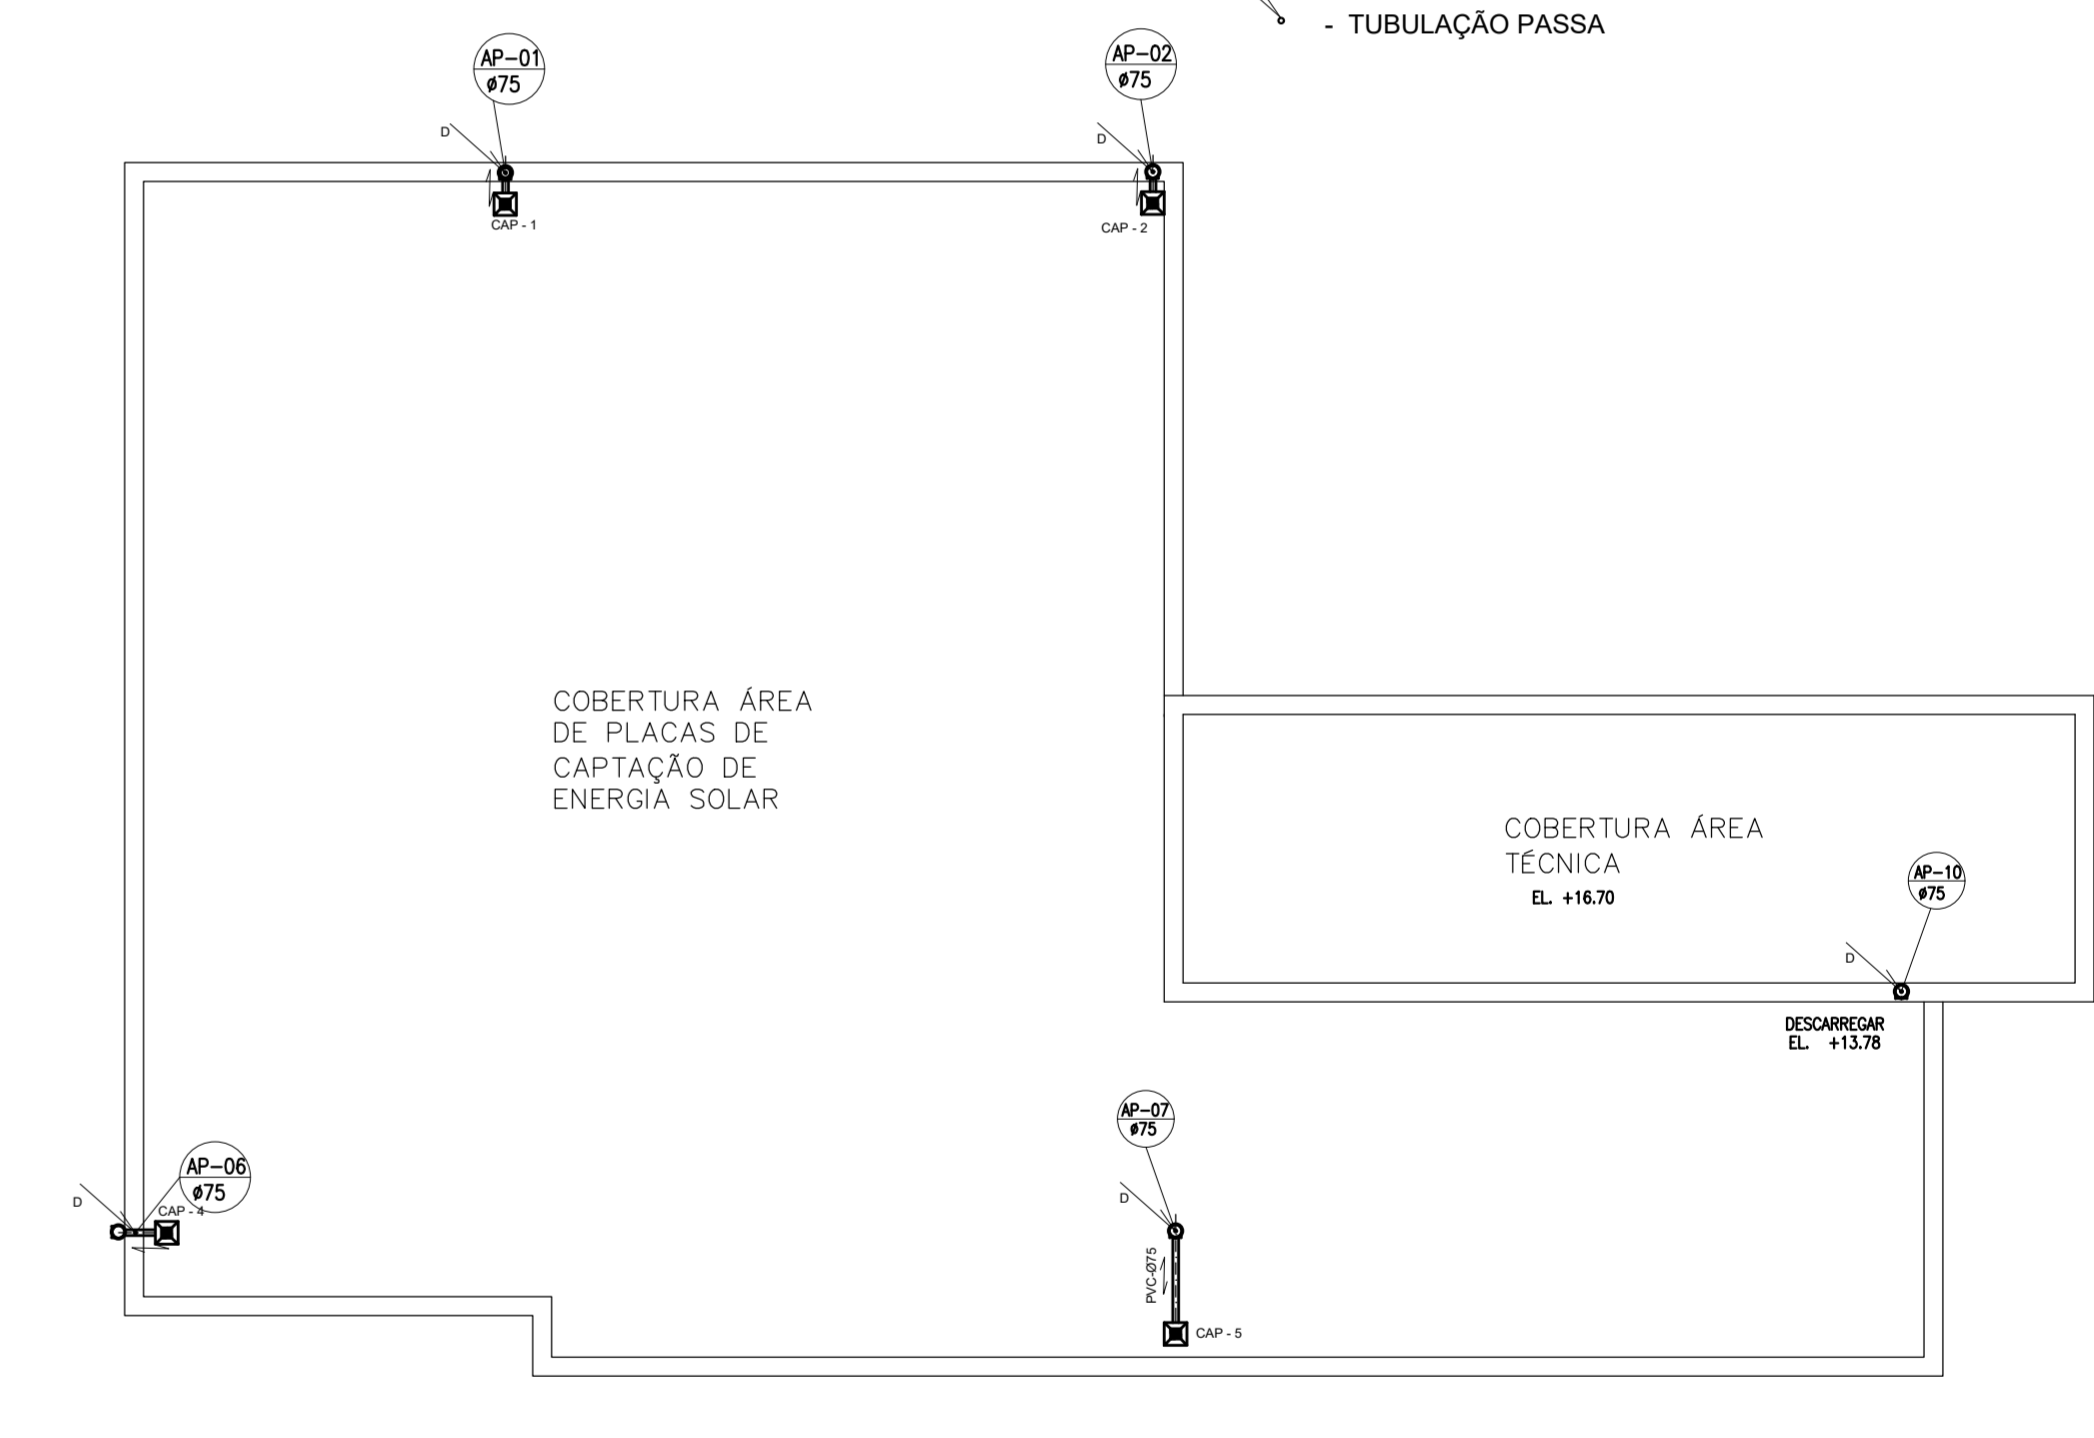 - TUBULAÇÃO PASSA
AP-01
ø75
AP-02
ø75
D
D
CAP - 1
CAP - 2
COBERTURA ÁREA
DE PLACAS DE
CAPTAÇÃO DE
ENERGIA SOLAR
COBERTURA ÁREA
TÉCNICA
EL. +16.70
AP-10
ø75
D
DESCARREGAR
EL. +13.78
AP-07
ø75
D
AP-06
ø75
D
CAP - 4
PVC-Ø75
CAP - 5